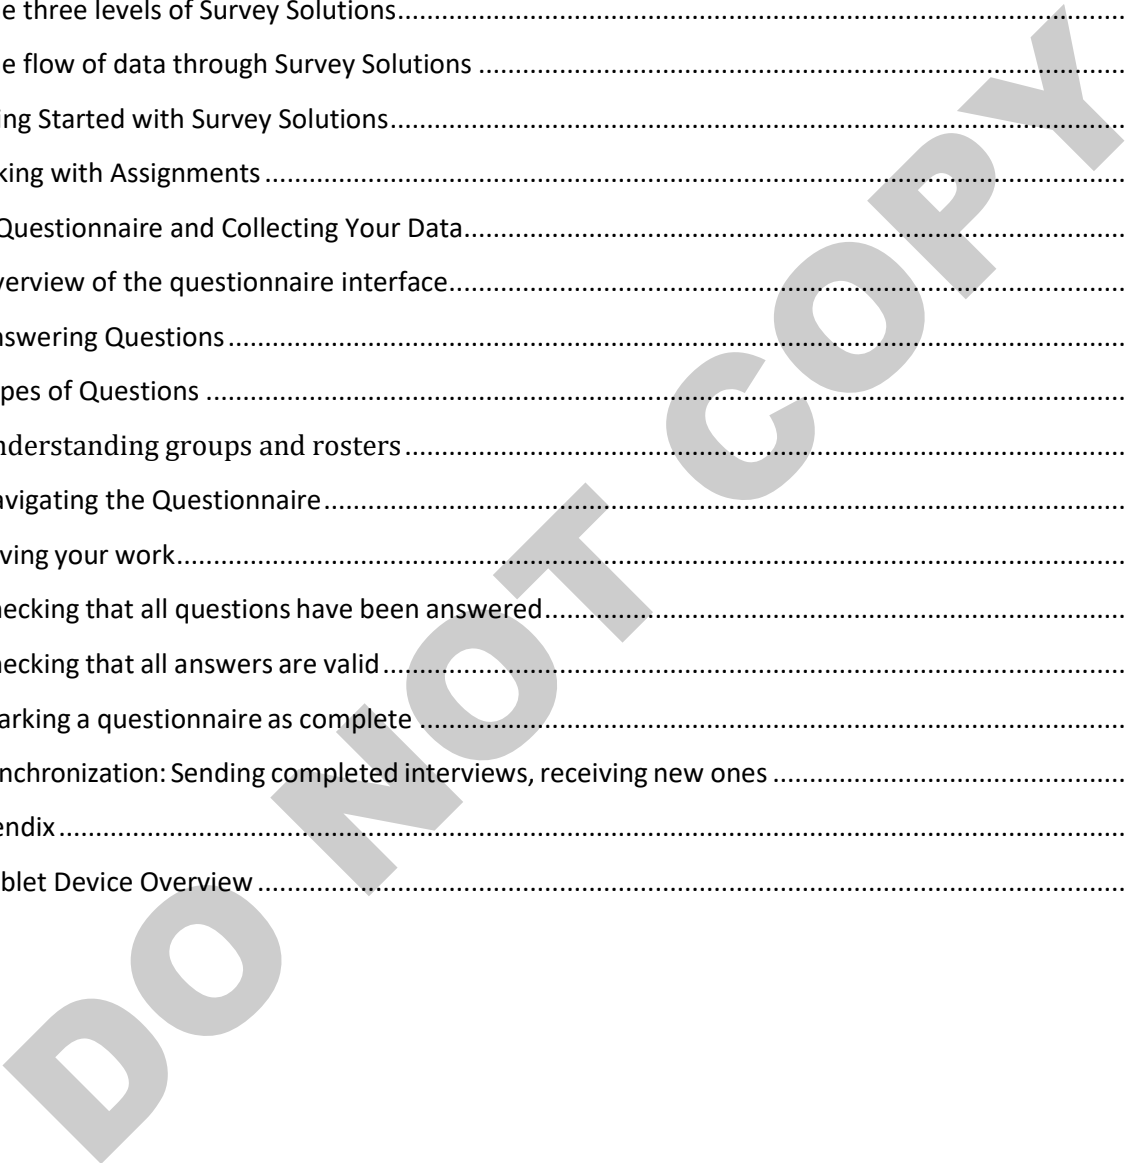 e three levels of Survey Solutions
e flow of data through Survey Solutions
ing Started with Survey Solutions
king with Assignments
Questionnaire and Collecting Your Data
verview of the questionnaire interface
nswering Questions
pes of Questions
nderstanding groups and rosters
avigating the Questionnaire
ving your work
hecking that all questions have been answered
hecking that all answers are valid
arking a questionnaire as complete
nchronization: Sending completed interviews, receiving new ones
endix
blet Device Overview
DO NOT COPY